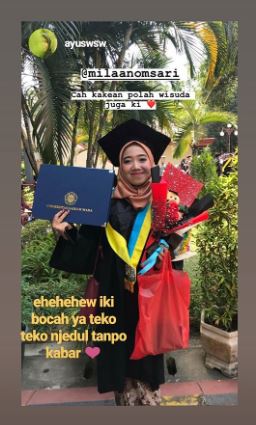 ayuswsw
@milaanomsari
Cah kakean polah wisuda
juga ki ❤️
ehehehew iki
bocah ya teko
teko njedul tanpo
kabar 💜